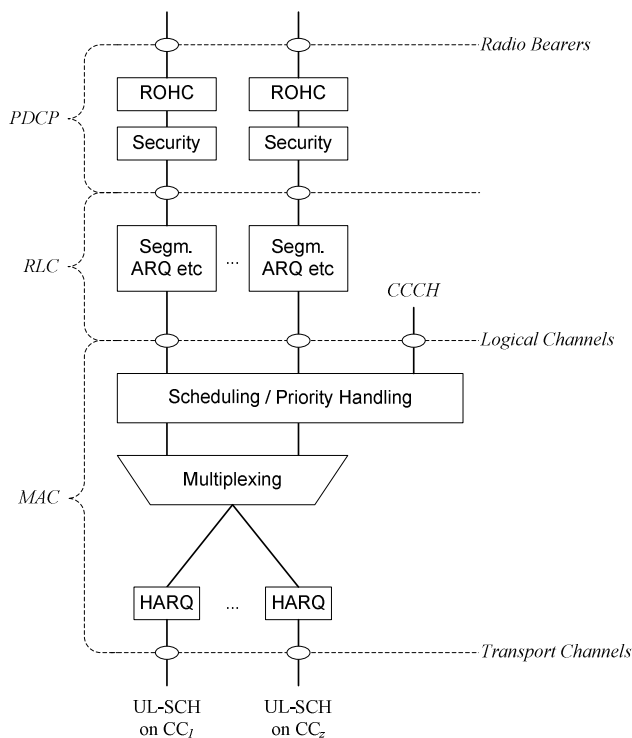 Radio Bearers
ROHC
ROHC
PDCP
Security
Security
Segm.
ARQ etc
...
Segm.
ARQ etc
RLC
CCCH
Logical Channels
Scheduling / Priority Handling
Multiplexing
MAC
HARQ
...
HARQ
Transport Channels
UL-SCH
on CC1
UL-SCH
on CCz